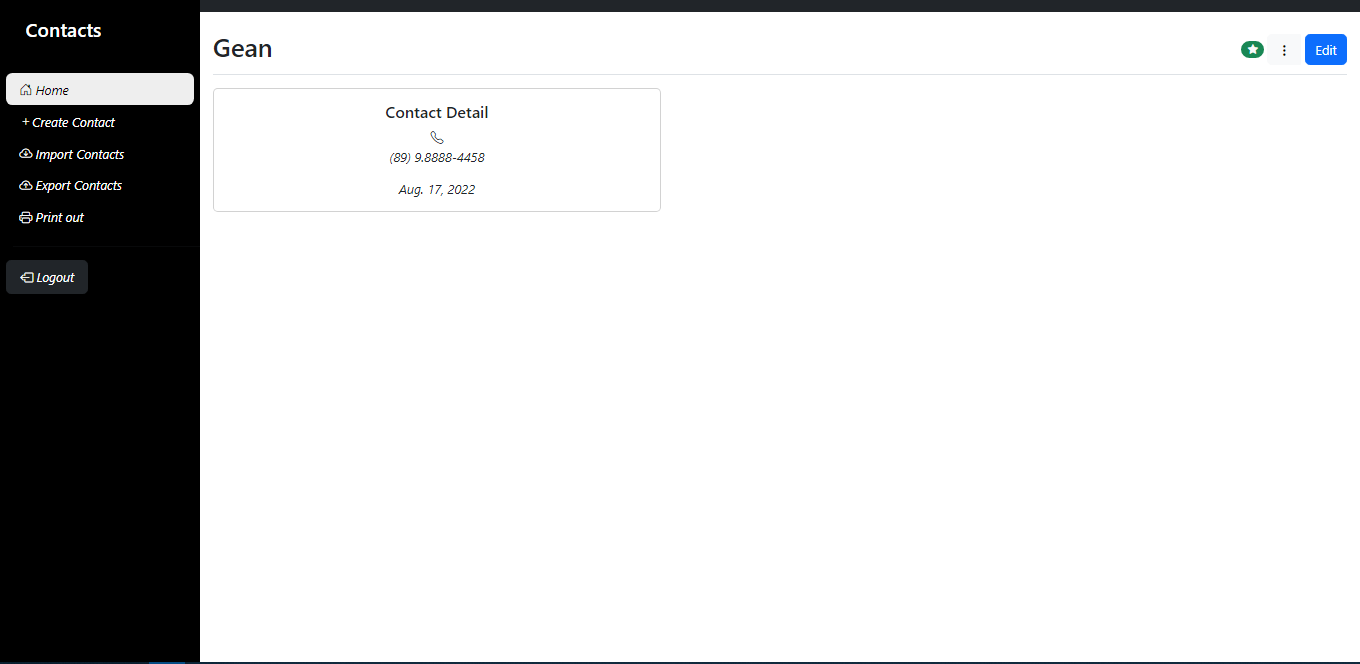 Contacts
Home
+ Create Contact
Import Contacts
Export Contacts
Print out
Logout
Gean
Edit
Contact Detail
(89) 9.8888-4458
Aug. 17, 2022